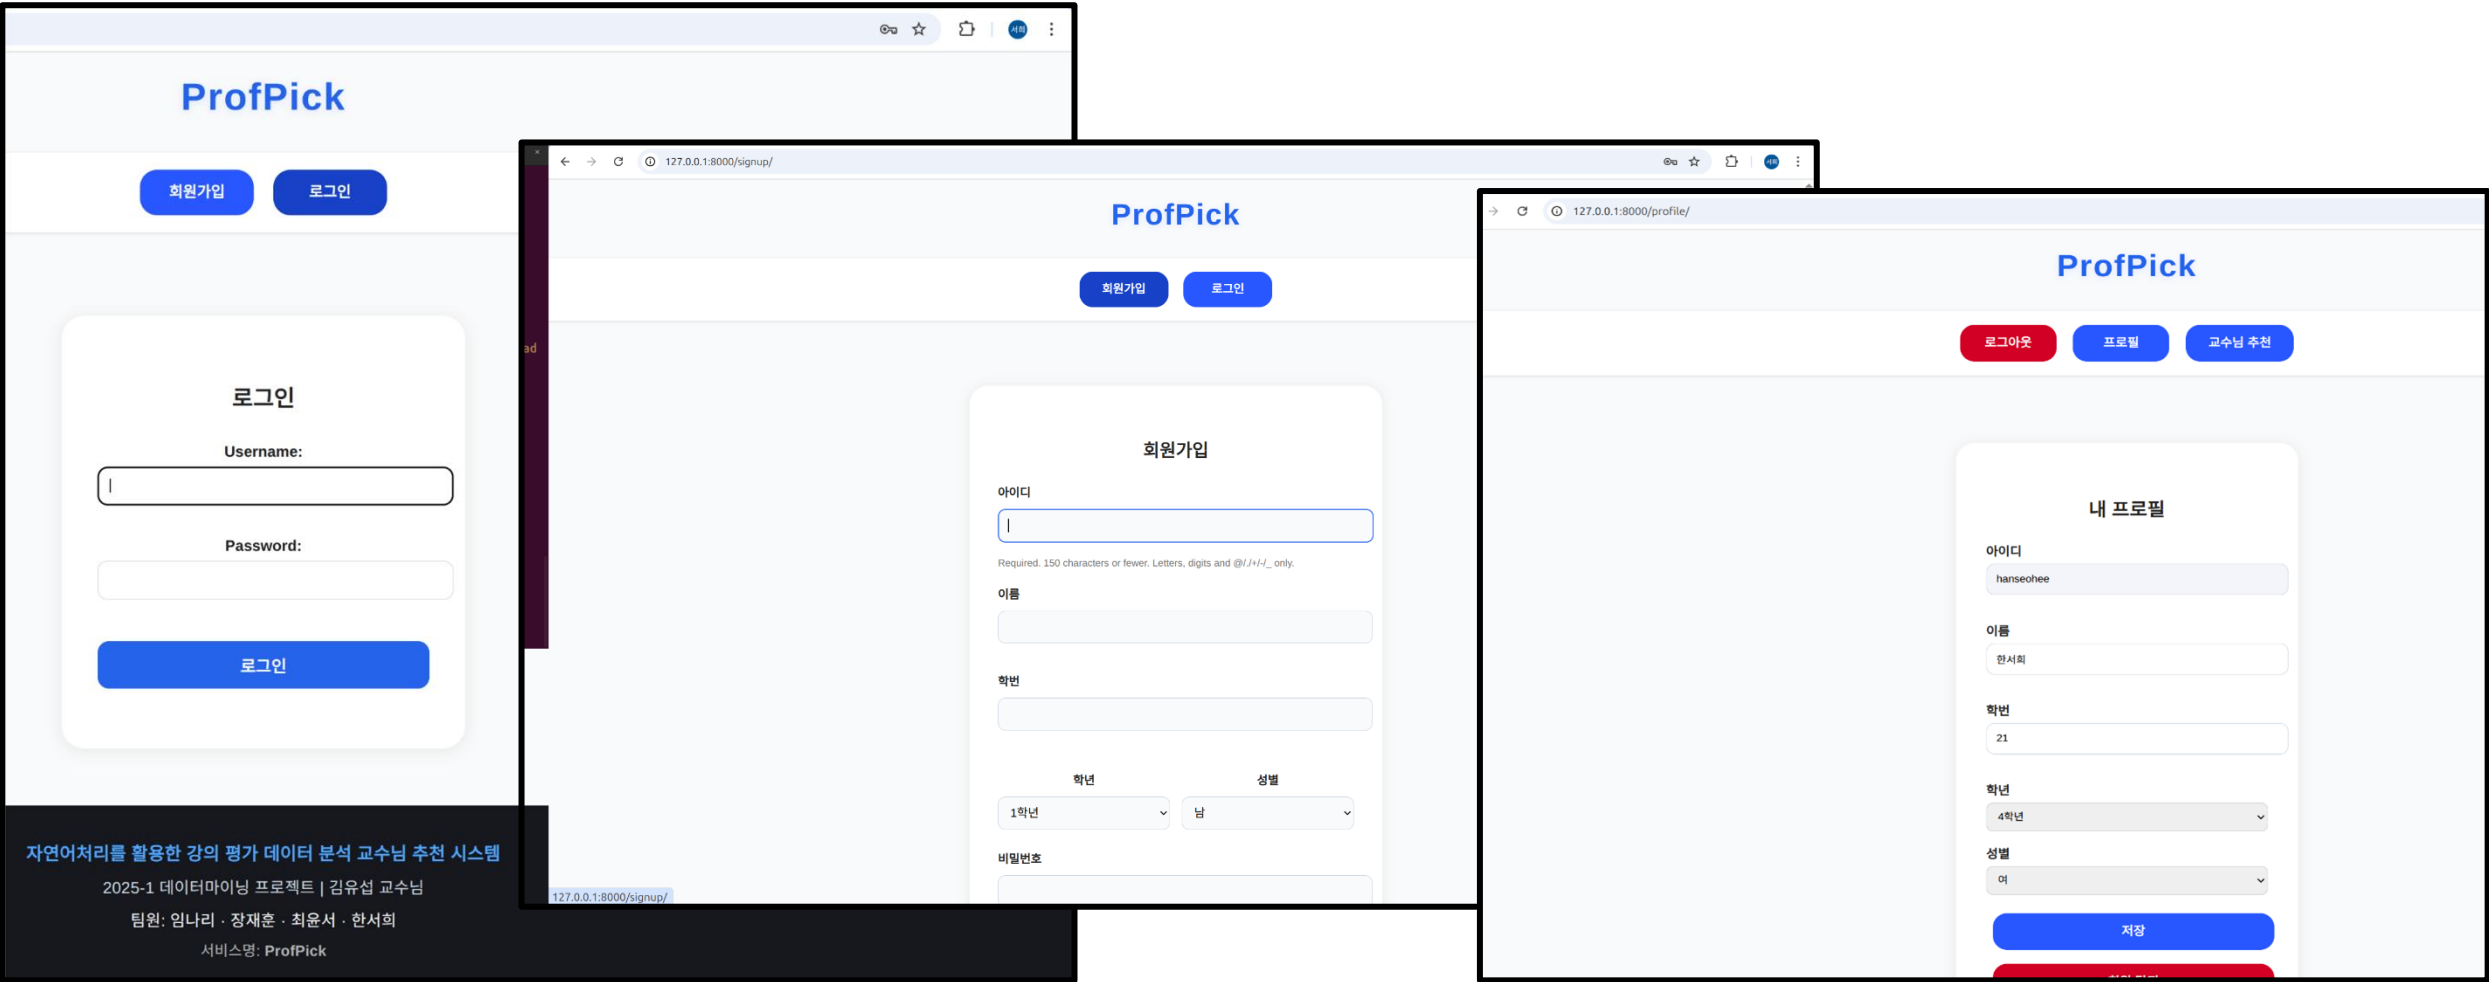 서희
ProfPick
회원가입 로그인
로그인
Username:
Password:
로그인
자연어처리를 활용한 강의 평가 데이터 분석 교수님 추천 시스템
2025-1 데이터마이닝 프로젝트 | 김유섭 교수님
팀원: 임나리 · 장재훈 · 최윤서 · 한서희
서비스명: ProfPick
ad
127.0.0.1:8000/signup/
서희
ProfPick
회원가입 로그인
회원가입
아이디
Required. 150 characters or fewer. Letters, digits and @/./+/-/_ only.
이름
학번
학년 성별
1학년 남
비밀번호
127.0.0.1:8000/signup/
127.0.0.1:8000/profile/
ProfPick
로그아웃 프로필 교수님 추천
내 프로필
아이디
hanseohee
이름
한서희
학번
21
학년
4학년
성별
여
저장